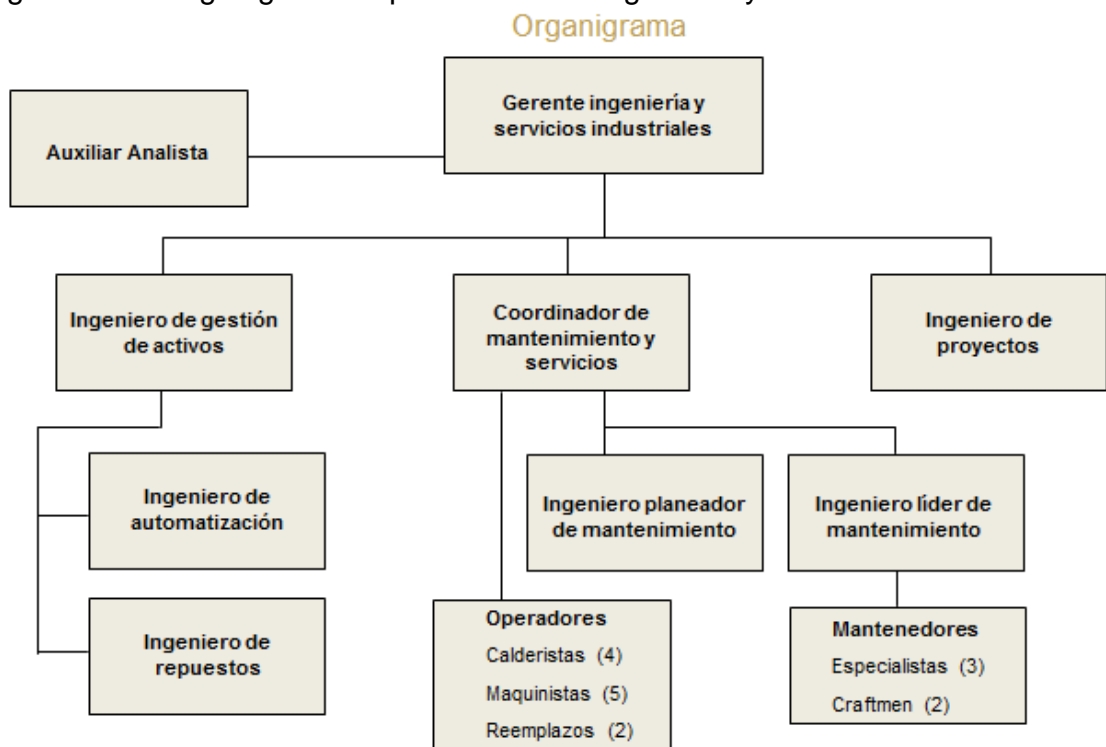 Organigrama
Gerente ingeniería y
servicios industriales
Auxiliar Analista
Ingeniero de gestión
de activos
Coordinador de
mantenimiento y
servicios
Ingeniero de
proyectos
Ingeniero de
automatización
Ingeniero planeador
de mantenimiento
Ingeniero líder de
mantenimiento
Ingeniero de
repuestos
Operadores
Calderistas (4)
Maquinistas (5)
Reemplazos (2)
Mantenedores
Especialistas (3)
Craftmen (2)